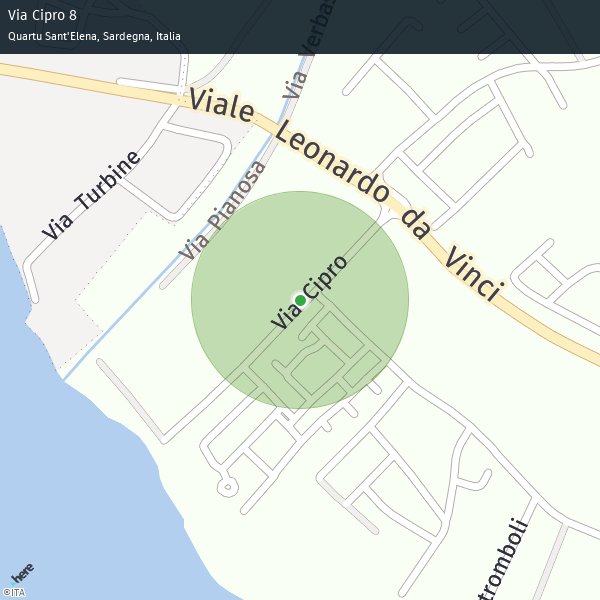 Via Cipro 8
Quartu Sant'Elena, Sardegna, Italia
Via Verbas
Viale Leonardo da Vinci
Via Turbine
Via Pianosa
Via Cipro
tromboli
here
©ITA